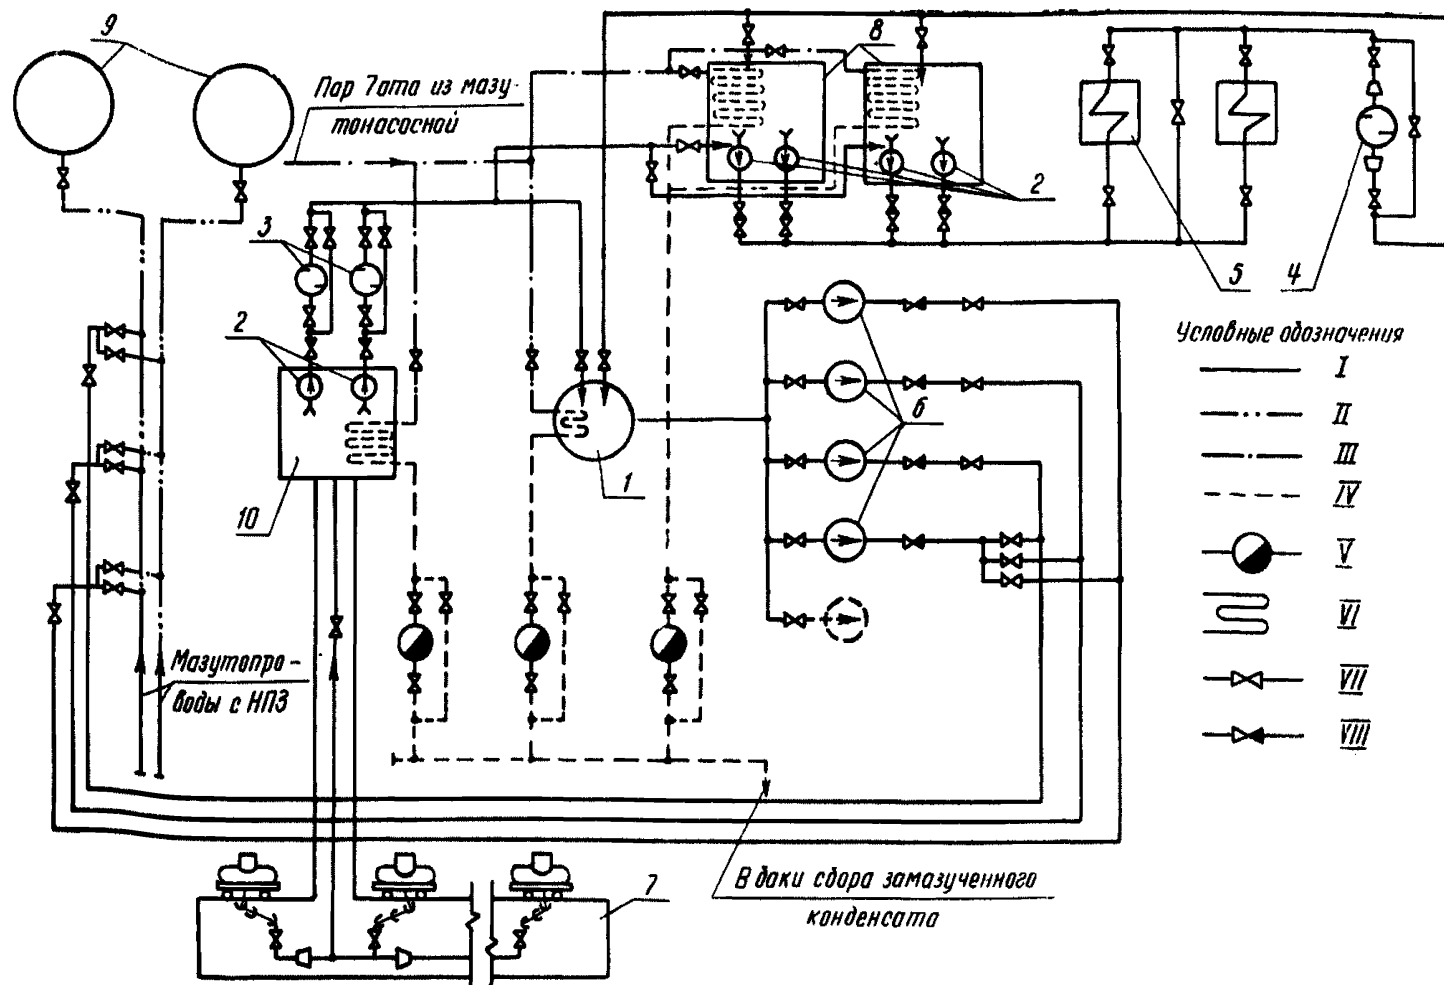 9
8
Пар 7ата из мазу-
тонасосной
2
3
5
4
2
Условные обозначения
I
II
III
IV
V
VI
VII
VIII
6
1
10
Мазутопро-
воды с НПЗ
В баки сбора замазученного
конденсата
7